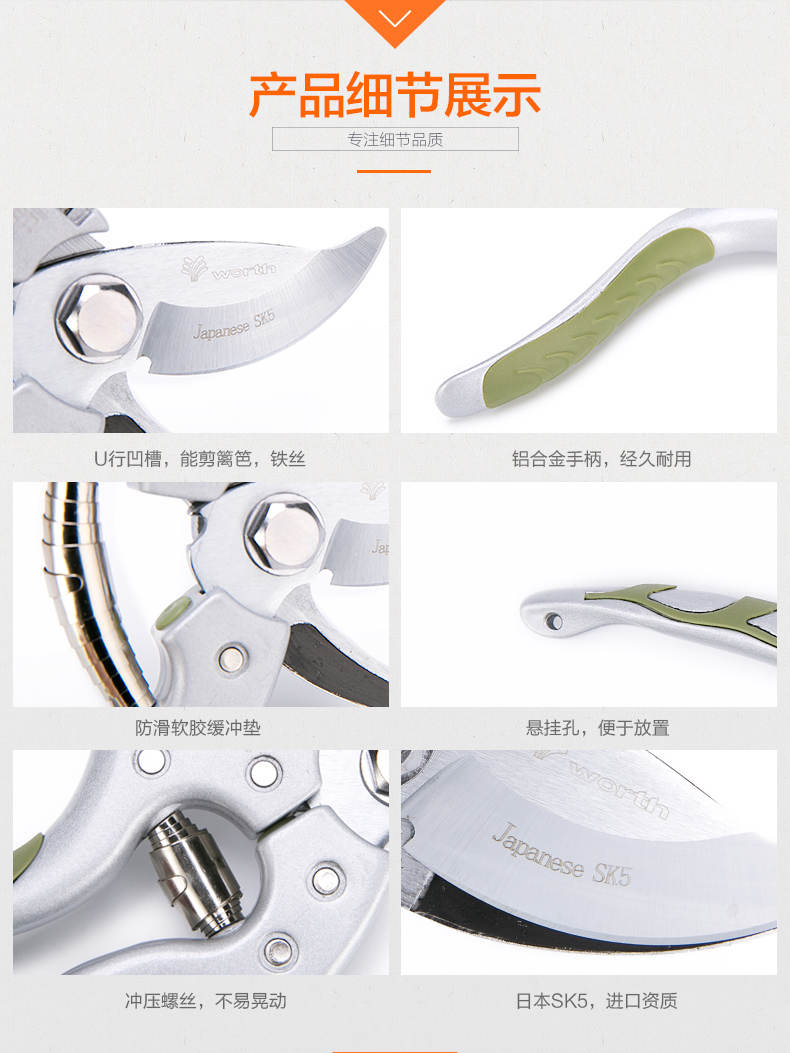 产品细节展示
专注细节品质
worth
Japanese SK5
U行凹槽，能剪篱笆，铁丝
铝合金手柄，经久耐用
Jap
防滑软胶缓冲垫
悬挂孔，便于放置
worth
Japanese SK5
冲压螺丝，不易晃动
日本SK5，进口资质